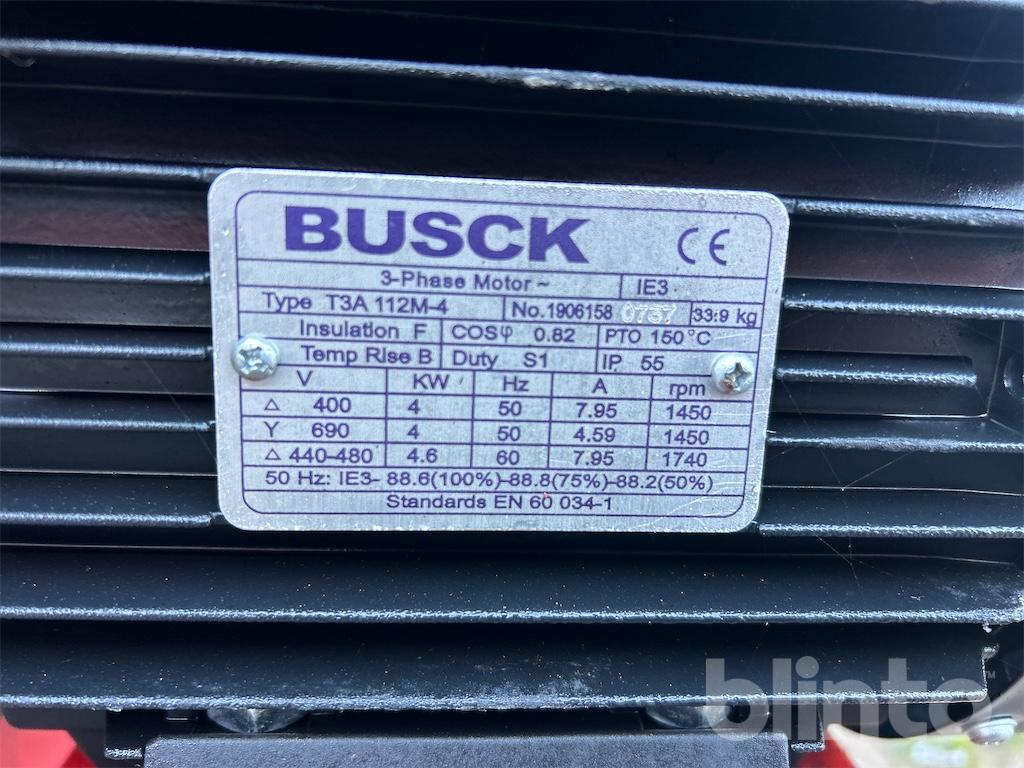 BUSCK CE
3-Phase Motor ~ IE3
Type T3A 112M-4 No.1906158 0737 33.9 kg
Insulation F COSφ 0.82 PTO 150°C
Temp Rise B Duty S1 IP 55
V KW Hz A rpm
△ 400 4 50 7.95 1450
Y 690 4 50 4.59 1450
△ 440-480 4.6 60 7.95 1740
50 Hz: IE3- 88.6(100%)-88.8(75%)-88.2(50%)
Standards EN 60 034-1
blinto™